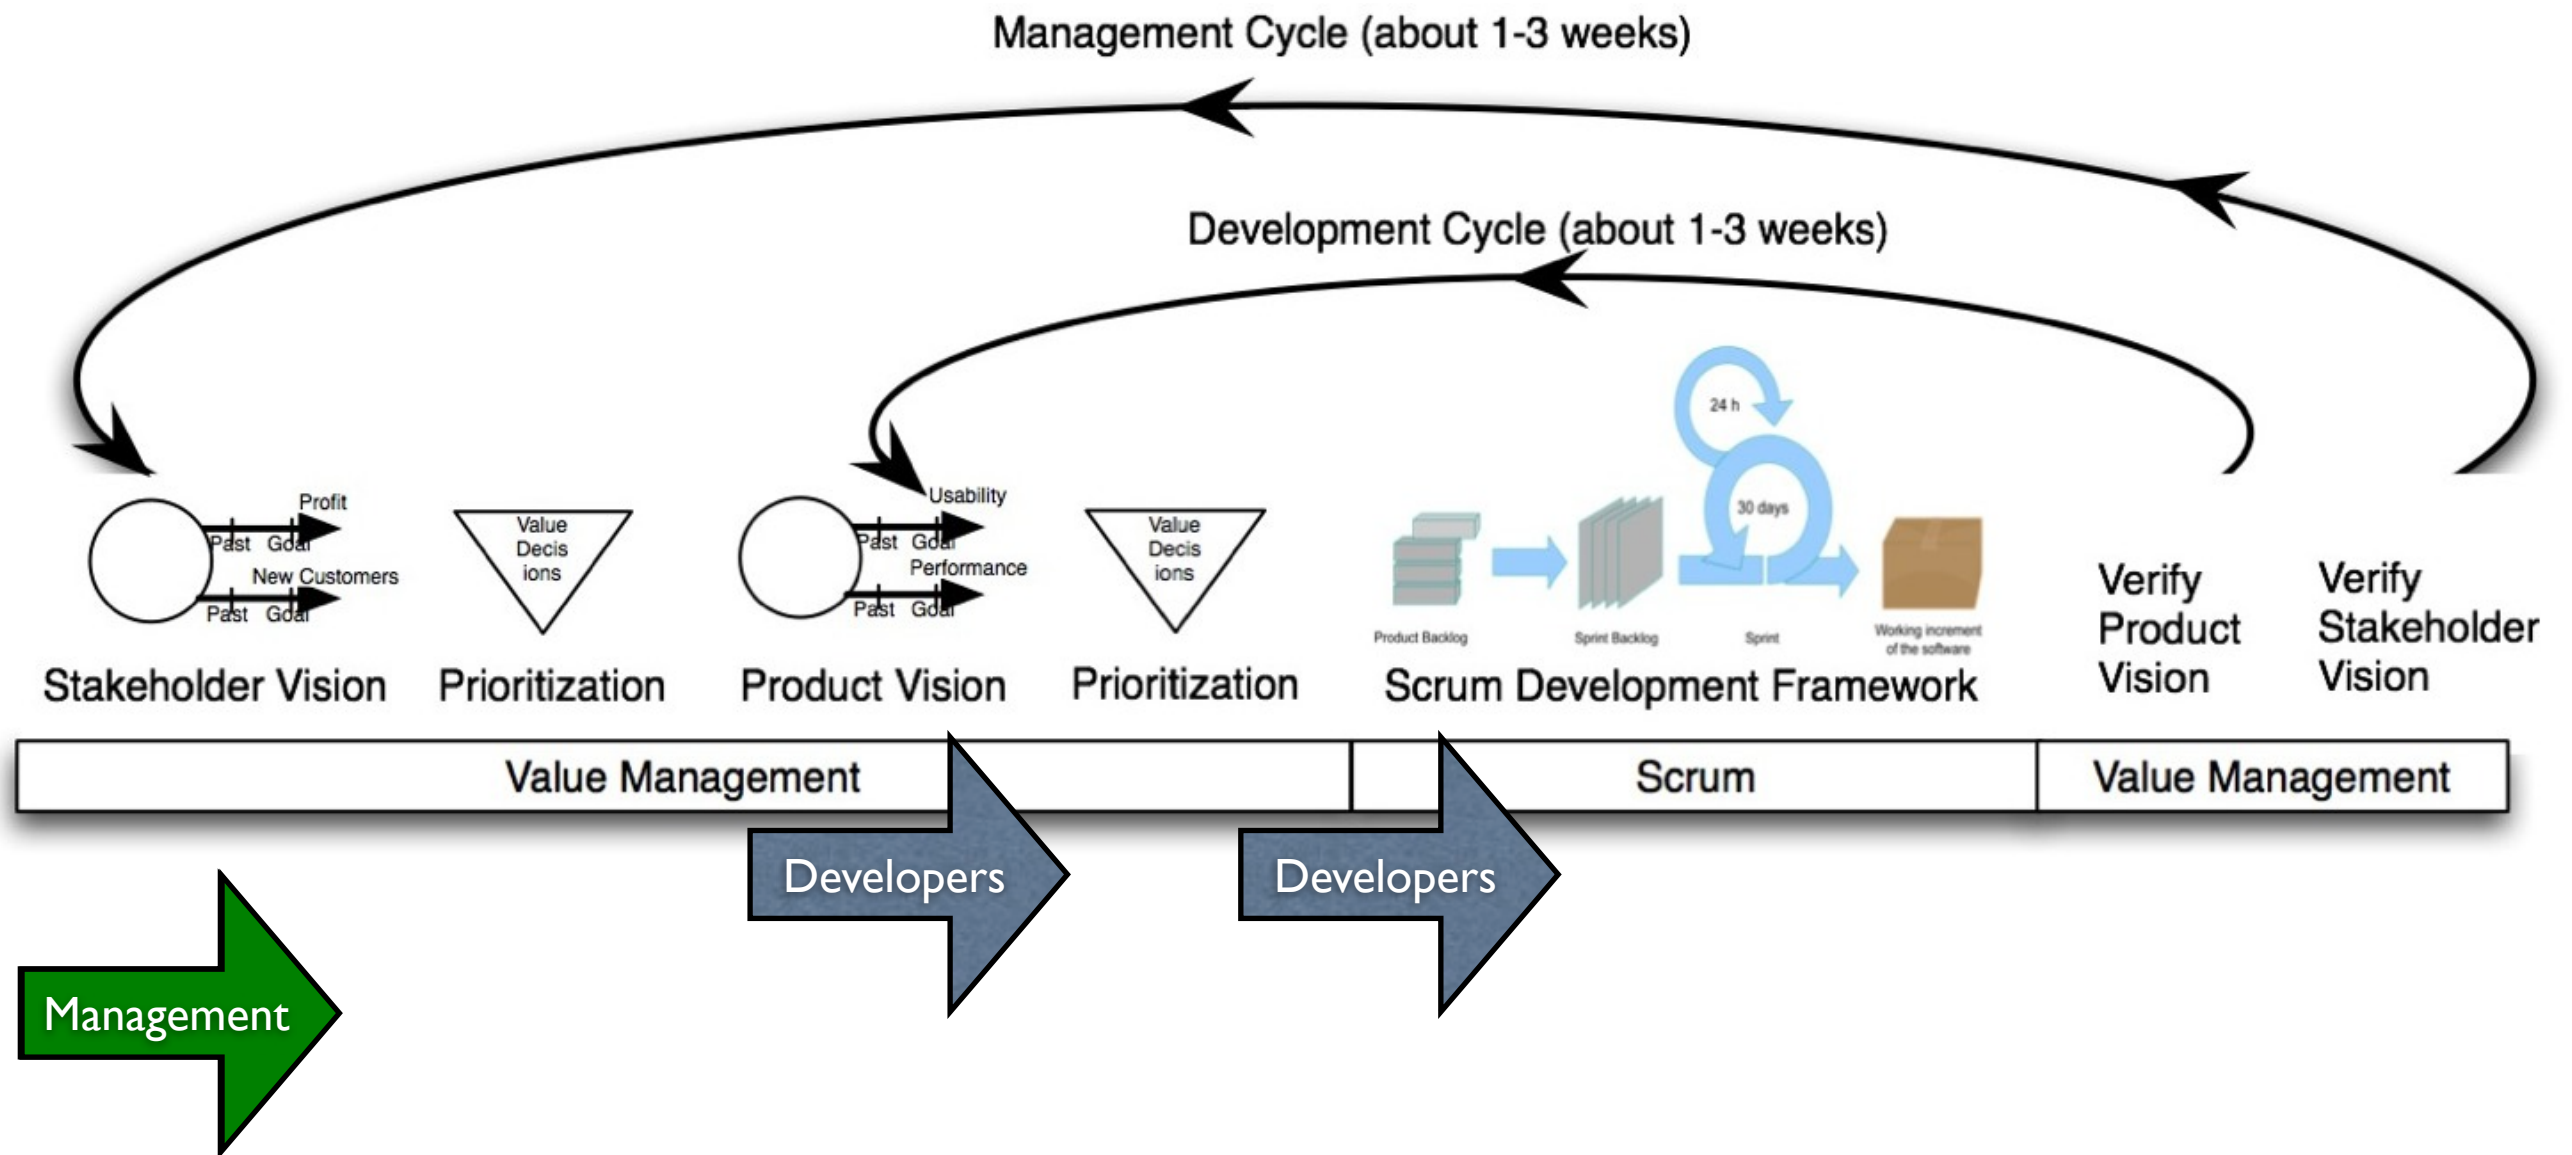 Management Cycle (about 1-3 weeks)
Development Cycle (about 1-3 weeks)
24 h
30 days
Profit
Past Goal
New Customers
Past Goal
Value
Decis
ions
Usability
Past Goal
Performance
Past Goal
Value
Decis
ions
Product Backlog
Sprint Backlog
Sprint
Working increment
of the software
Stakeholder Vision
Prioritization
Product Vision
Prioritization
Scrum Development Framework
Verify
Product
Vision
Verify
Stakeholder
Vision
Value Management
Scrum
Value Management
Developers
Developers
Management